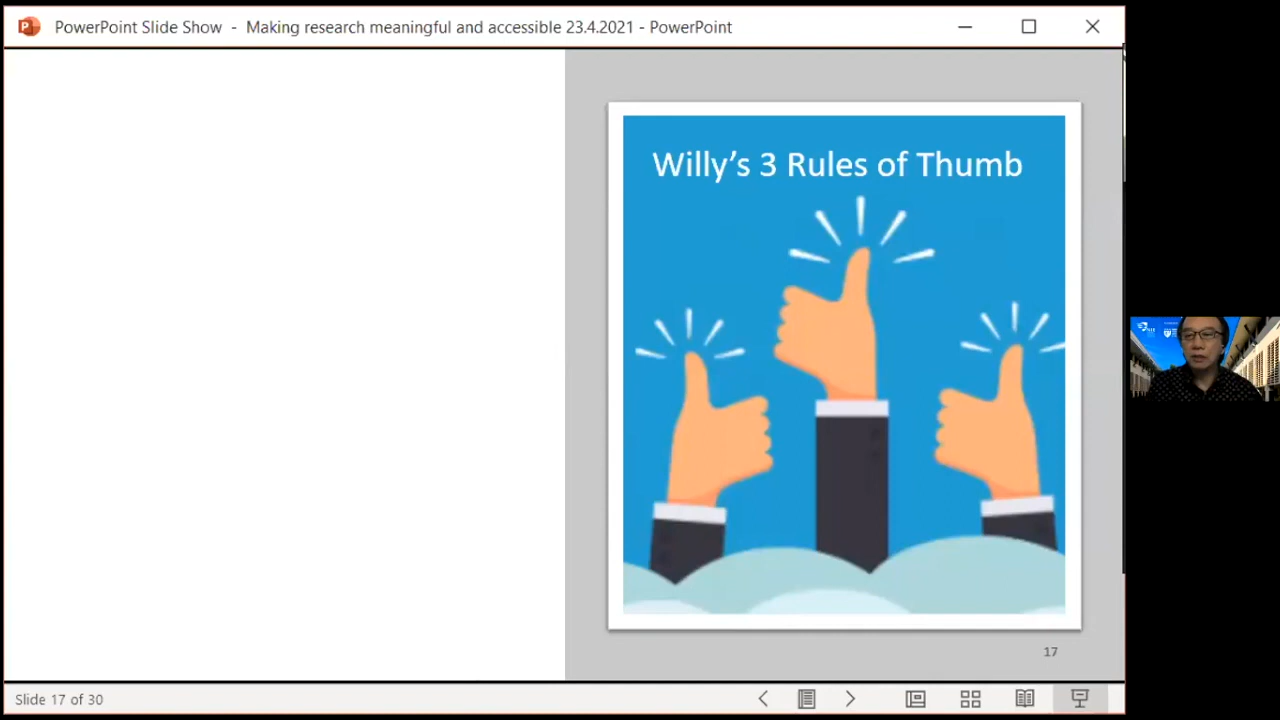 PowerPoint Slide Show - Making research meaningful and accessible 23.4.2021 - PowerPoint
Willy's 3 Rules of Thumb
17
Slide 17 of 30